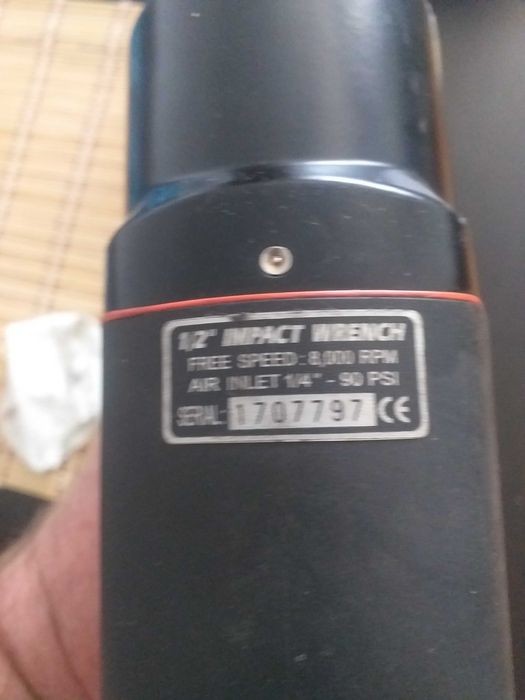 1/2" IMPACT WRENCH
FREE SPEED: 8,000 RPM
AIR INLET 1/4" - 90 PSI
SERIAL: 1707797 CE